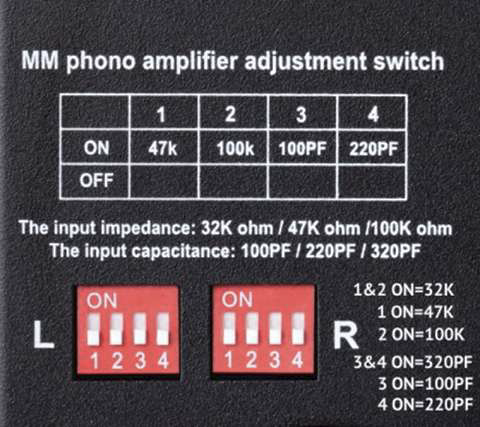 MM phono amplifier adjustment switch
1 2 3 4
ON 47k 100k 100PF 220PF
OFF
The input impedance: 32K ohm / 47K ohm /100K ohm
The input capacitance: 100PF / 220PF / 320PF
L
ON
1 2 3 4
ON
1 2 3 4
R
1&2 ON=32K
1 ON=47K
2 ON=100K
3&4 ON=320PF
3 ON=100PF
4 ON=220PF